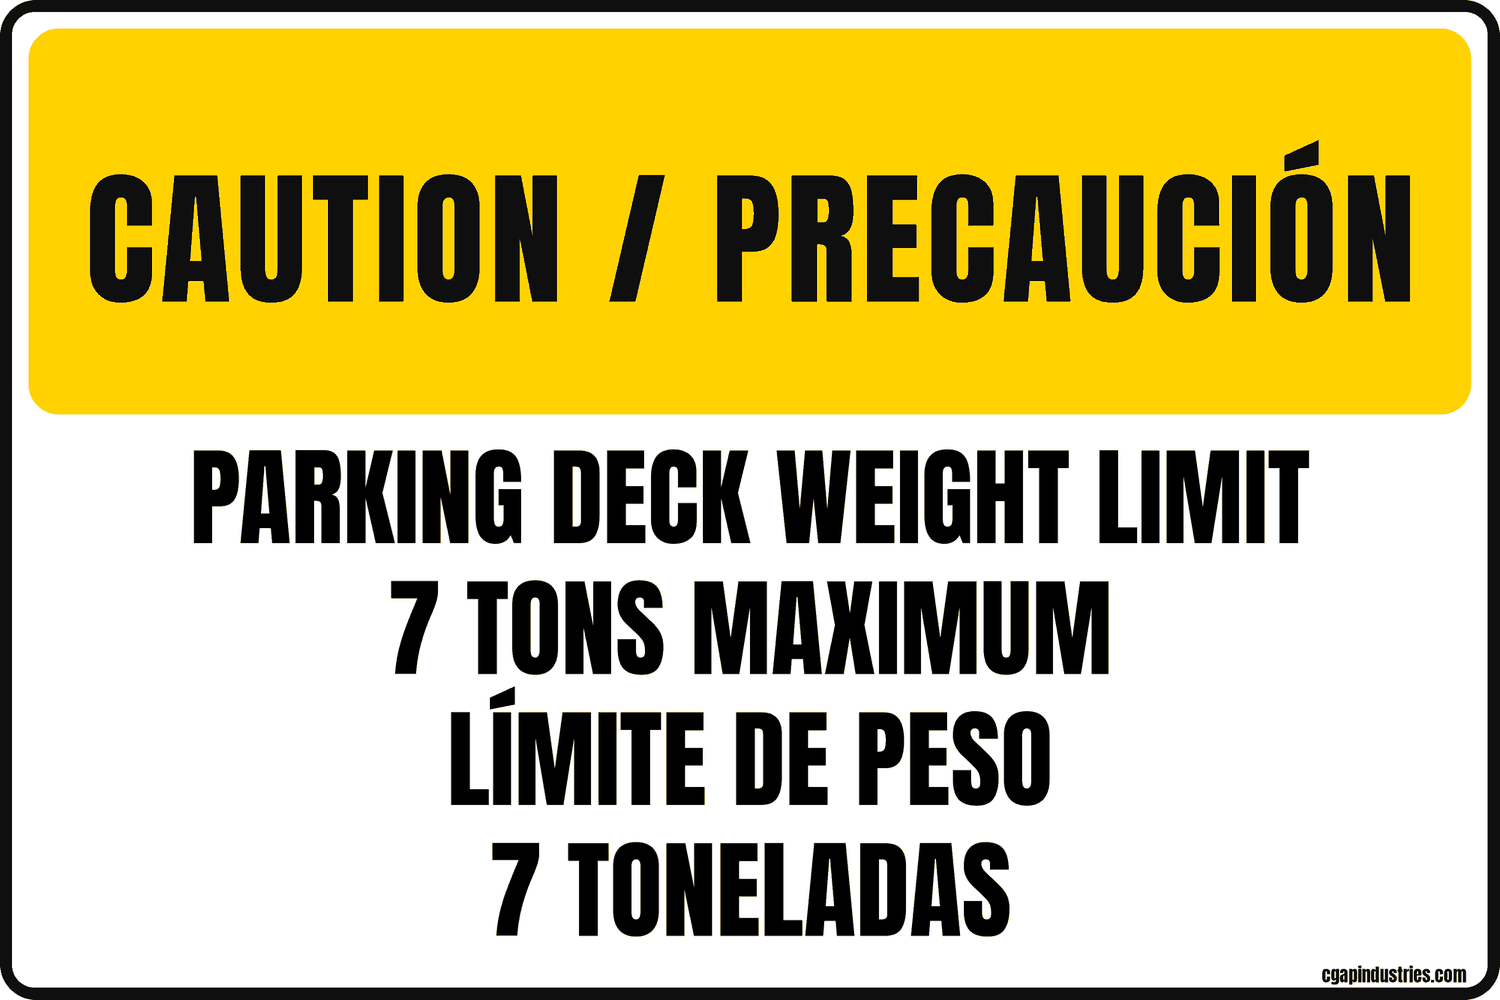 CAUTION / PRECAUCIÓN
PARKING DECK WEIGHT LIMIT
7 TONS MAXIMUM
LÍMITE DE PESO
7 TONELADAS
cgapindustries.com